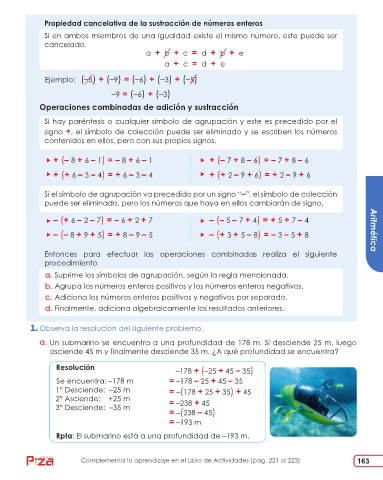 Propiedad cancelativa de la sustracción de números enteros
Si en ambos miembros de una igualdad existe el mismo número, este puede ser
cancelado.
a + b + c = d + b + e
a + c = d + e
Ejemplo: (–5) + (–9) = (–6) + (–3) + (–5)
–9 = (–6) + (–3)
Operaciones combinadas de adición y sustracción
Si hay paréntesis o cualquier símbolo de agrupación y este es precedido por el
signo +, el símbolo de colección puede ser eliminado y se escriben los números
contenidos en ellos, pero con sus propios signos.
+ (– 8 + 6 – 1) = – 8 + 6 – 1
+ (– 7 + 8 – 6) = – 7 + 8 – 6
+ (+ 6 – 3 – 4) = + 6 – 3 – 4
+ (+ 2 – 9 + 6) = + 2 – 9 + 6
Si el símbolo de agrupación va precedido por un signo "–", el símbolo de colección
puede ser eliminado, pero los números que haya en ellos cambiarán de signo.
– (+ 6 – 2 – 7) = – 6 + 2 + 7
– (– 5 – 7 + 4) = + 5 + 7 – 4
– (– 8 + 9 + 5) = + 8 – 9 – 5
– (+ 3 + 5 – 8) = – 3 – 5 + 8
Entonces para efectuar las operaciones combinadas realiza el siguiente
procedimiento
a. Suprime los símbolos de agrupación, según la regla mencionada.
b. Agrupa los números enteros positivos y los números enteros negativos.
c. Adiciona los números enteros positivos y negativos por separado.
d. Finalmente, adiciona algebraicamente los resultados anteriores.
Aritmética
1. Observa la resolución del siguiente problema.
a. Un submarino se encuentra a una profundidad de 178 m. Si desciende 25 m, luego
asciende 45 m y finalmente desciende 35 m. ¿A qué profundidad se encuentra?
Resolución
Se encuentra: –178 m
1° Desciende: –25 m
2° Asciende: +25 m
3° Desciende: –35 m
–178 + (–25 + 45 – 35)
= –178 – 25 + 45 – 35
= –(178 + 25 + 35) + 45
= –238 + 45
= –(238 – 45)
= –193 m
Rpta: El submarino está a una profundidad de –193 m.
Complementa tu aprendizaje en el Libro de Actividades (pág. 221 al 223)
163